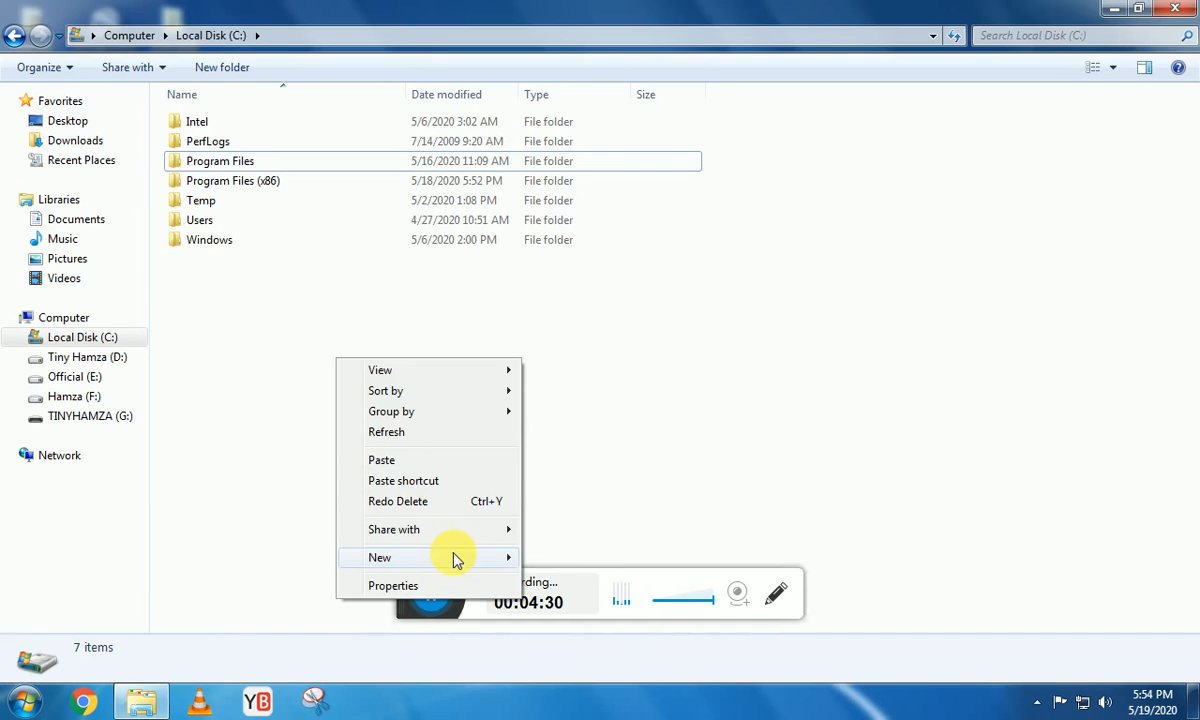 Computer Local Disk (C:) Search Local Disk (C:)
Organize Share with New folder
Name Date modified Type Size
Favorites
Desktop
Downloads
Recent Places
Libraries
Documents
Music
Pictures
Videos
Computer
Local Disk (C:)
Tiny Hamza (D:)
Official (E:)
Hamza (F:)
TINYHAMZA (G:)
Network
Intel 5/6/2020 3:02 AM File folder
PerfLogs 7/14/2009 9:20 AM File folder
Program Files 5/16/2020 11:09 AM File folder
Program Files (x86) 5/18/2020 5:52 PM File folder
Temp 5/2/2020 1:08 PM File folder
Users 4/27/2020 10:51 AM File folder
Windows 5/6/2020 2:00 PM File folder
View
Sort by
Group by
Refresh
Paste
Paste shortcut
Redo Delete Ctrl+Y
Share with
New
Properties
rding...
00:04:30
7 items
YB
5:54 PM
5/19/2020